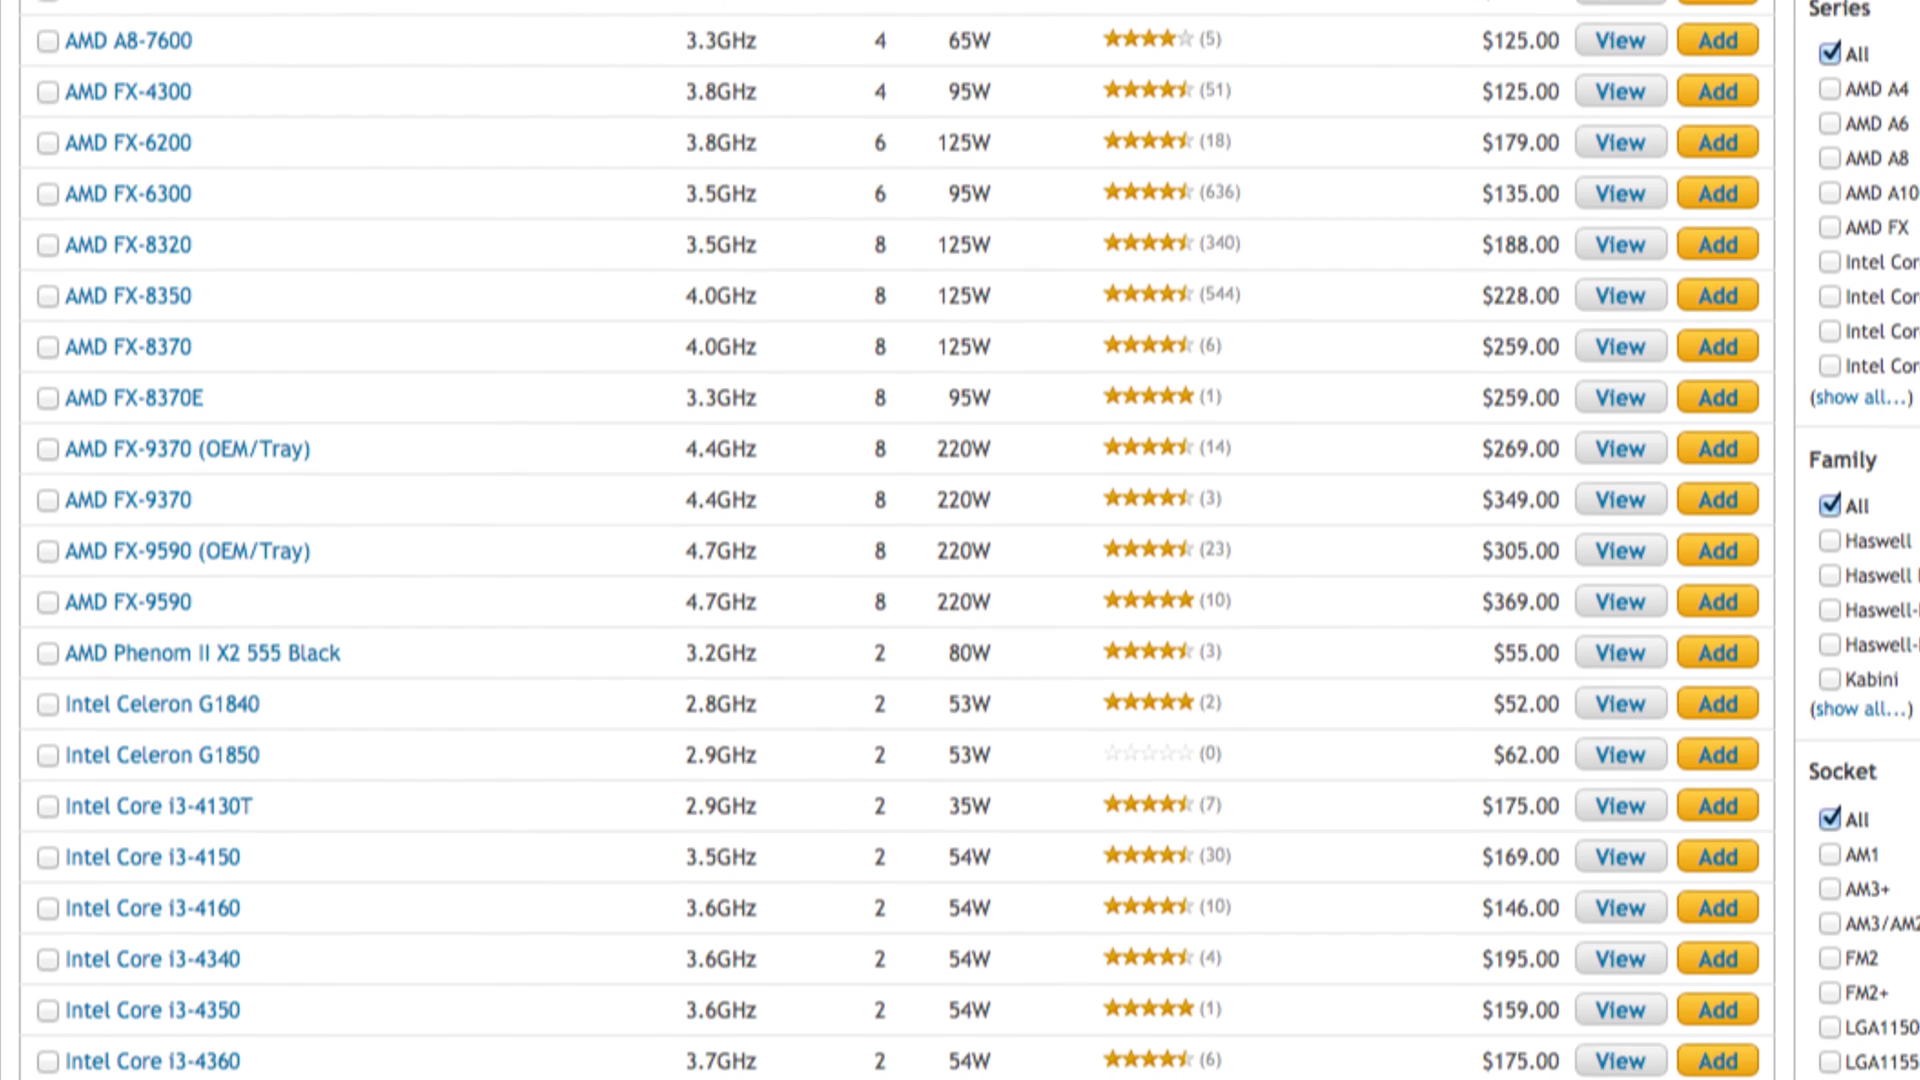 AMD A8-7600 3.3GHz 4 65W (5) $125.00 View Add
AMD FX-4300 3.8GHz 4 95W (51) $125.00 View Add
AMD FX-6200 3.8GHz 6 125W (18) $179.00 View Add
AMD FX-6300 3.5GHz 6 95W (636) $135.00 View Add
AMD FX-8320 3.5GHz 8 125W (340) $188.00 View Add
AMD FX-8350 4.0GHz 8 125W (544) $228.00 View Add
AMD FX-8370 4.0GHz 8 125W (6) $259.00 View Add
AMD FX-8370E 3.3GHz 8 95W (1) $259.00 View Add
AMD FX-9370 (OEM/Tray) 4.4GHz 8 220W (14) $269.00 View Add
AMD FX-9370 4.4GHz 8 220W (3) $349.00 View Add
AMD FX-9590 (OEM/Tray) 4.7GHz 8 220W (23) $305.00 View Add
AMD FX-9590 4.7GHz 8 220W (10) $369.00 View Add
AMD Phenom II X2 555 Black 3.2GHz 2 80W (3) $55.00 View Add
Intel Celeron G1840 2.8GHz 2 53W (2) $52.00 View Add
Intel Celeron G1850 2.9GHz 2 53W (0) $62.00 View Add
Intel Core i3-4130T 2.9GHz 2 35W (7) $175.00 View Add
Intel Core i3-4150 3.5GHz 2 54W (30) $169.00 View Add
Intel Core i3-4160 3.6GHz 2 54W (10) $146.00 View Add
Intel Core i3-4340 3.6GHz 2 54W (4) $195.00 View Add
Intel Core i3-4350 3.6GHz 2 54W (1) $159.00 View Add
Intel Core i3-4360 3.7GHz 2 54W (6) $175.00 View Add
Series
All
AMD A4
AMD A6
AMD A8
AMD A10
AMD FX
Intel Cor
Intel Cor
Intel Cor
Intel Cor
(show all...)
Family
All
Haswell
Haswell
Haswell-
Haswell-
Kabini
(show all...)
Socket
All
AM1
AM3+
AM3/AM2
FM2
FM2+
LGA1150
LGA1155